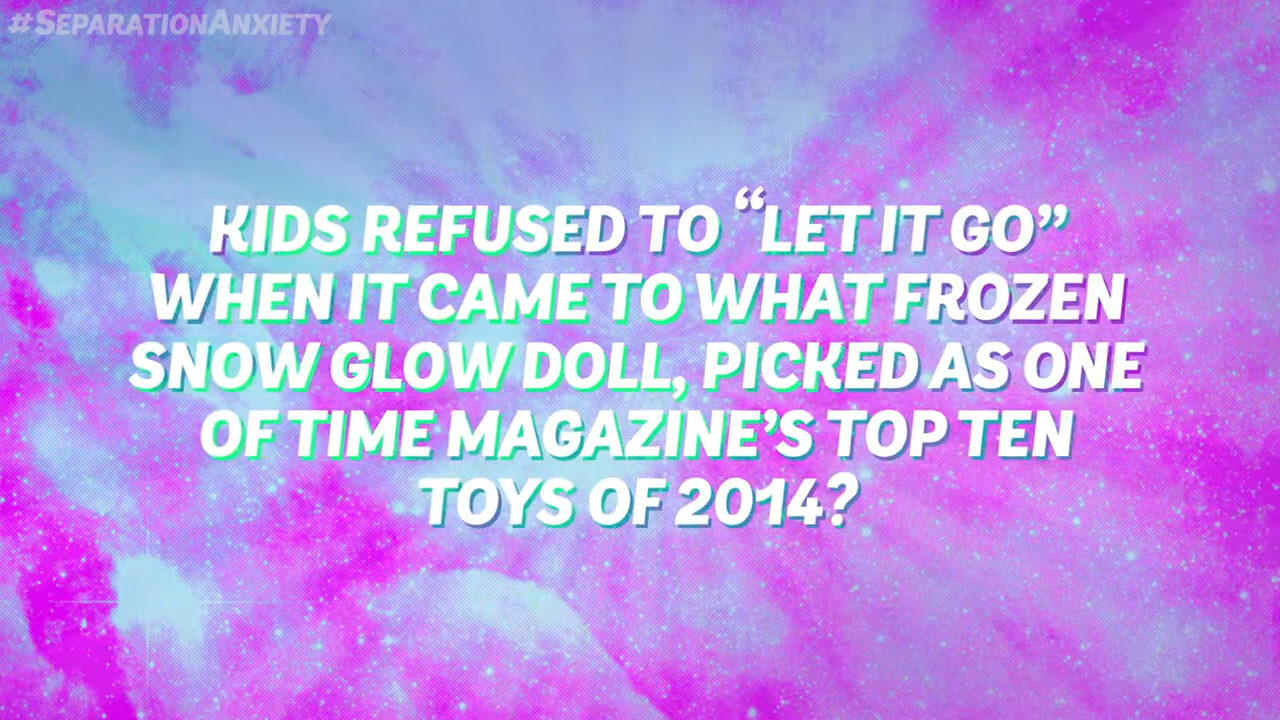 #SeparationAnxiety
KIDS REFUSED TO “LET IT GO”
WHEN IT CAME TO WHAT FROZEN
SNOW GLOW DOLL, PICKED AS ONE
OF TIME MAGAZINE’S TOP TEN
TOYS OF 2014?